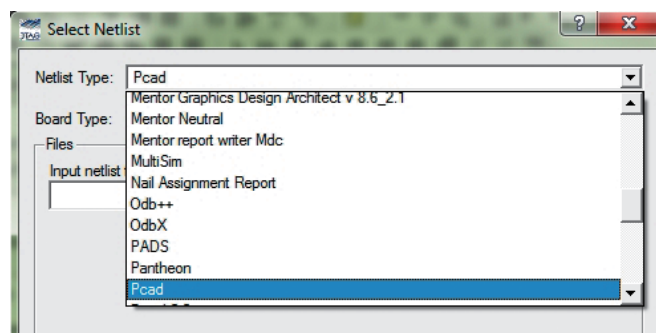 JTAG
Select Netlist
Netlist Type: Pcad
Mentor Graphics Design Architect v 8.6_2.1
Board Type:
Mentor Neutral
Files
Mentor report writer Mdc
Input netlist
MultiSim
Nail Assignment Report
Odb++
OdbX
PADS
Pantheon
Pcad